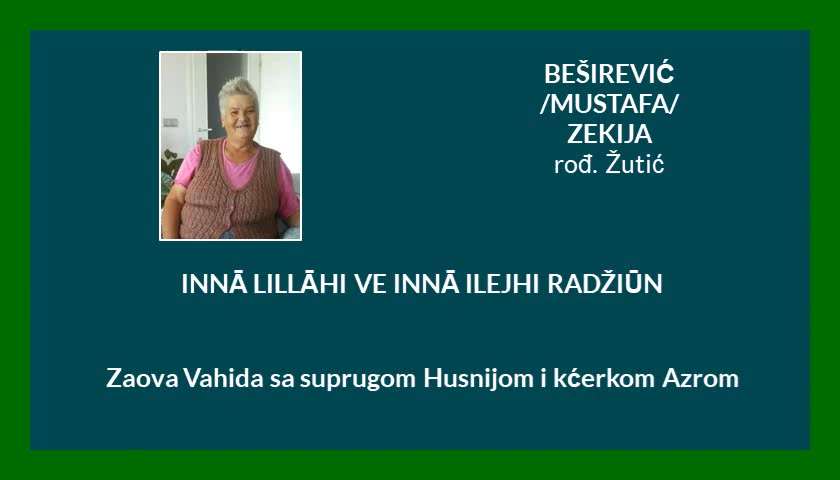 BEŠIREVIĆ
/MUSTAFA/
ZEKIJA
rođ. Žutić
INNĀ LILLĀHI VE INNĀ ILEJHI RADŽIŪN
Zaova Vahida sa suprugom Husnijom i kćerkom Azrom